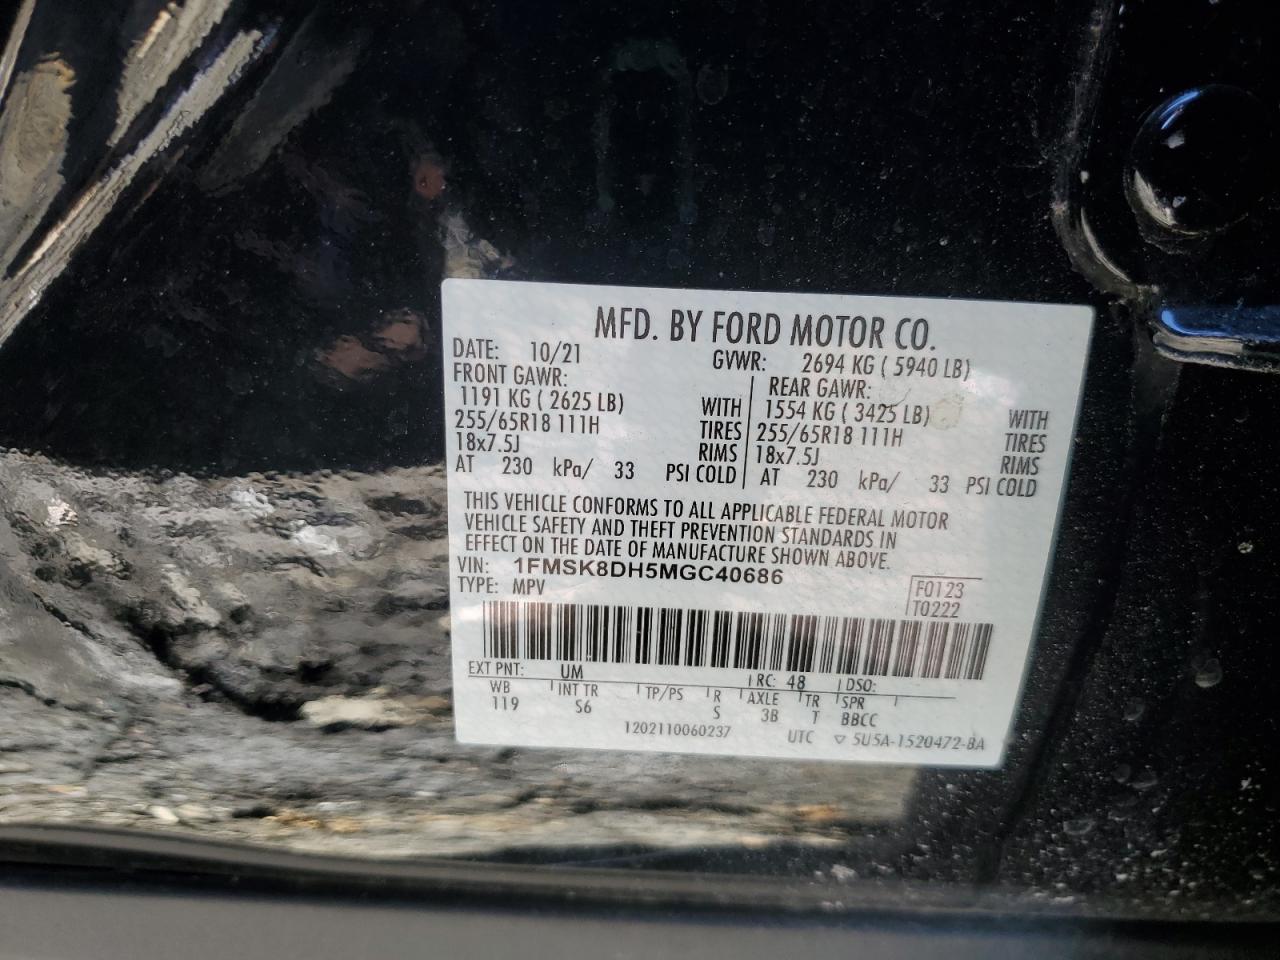 MFD. BY FORD MOTOR CO.
DATE: 10/21 GVWR: 2694 KG ( 5940 LB)
FRONT GAWR: REAR GAWR:
1191 KG ( 2625 LB) WITH 1554 KG ( 3425 LB) WITH
255/65R18 111H TIRES 255/65R18 111H TIRES
18x7.5J RIMS 18x7.5J RIMS
AT 230 kPa/ 33 PSI COLD AT 230 kPa/ 33 PSI COLD
THIS VEHICLE CONFORMS TO ALL APPLICABLE FEDERAL MOTOR
VEHICLE SAFETY AND THEFT PREVENTION STANDARDS IN
EFFECT ON THE DATE OF MANUFACTURE SHOWN ABOVE.
VIN: 1FMSK8DH5MGC40686
TYPE: MPV
F0123
T0222
EXT PNT: UM RC: 48 DSO:
WB INT TR TP/PS R AXLE TR SPR
119 S6 S 3B T BBCC
1202110060237 UTC ▽ 5U5A-1520472-BA